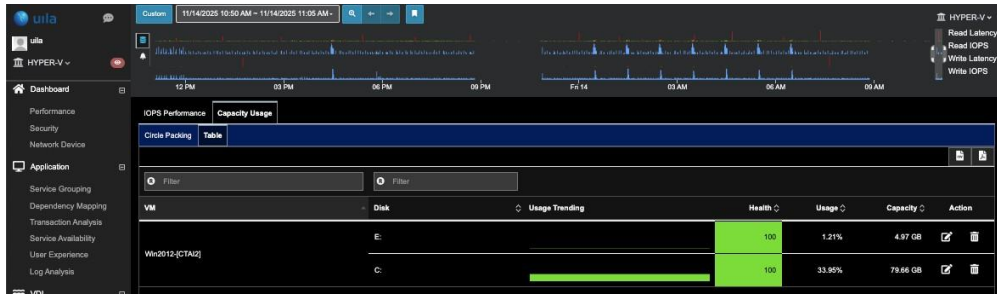 uila
Custom
11/14/2025 10:50 AM ~ 11/14/2025 11:05 AM
HYPER-V
uila
HYPER-V
Read Latency
Read IOPS
Write Latency
Write IOPS
12 PM 03 PM 06 PM 09 PM Fri 14 03 AM 06 AM 09 AM
Dashboard
Performance
Security
Network Device
Application
Service Grouping
Dependency Mapping
Transaction Analysis
Service Availability
User Experience
Log Analysis
VDI
IOPS Performance Capacity Usage
Circle Packing Table
Filter Filter
VM Disk Usage Trending Health Usage Capacity Action
Win2012-[CTAI2]
E: 100 1.21% 4.97 GB
C: 100 33.95% 79.66 GB